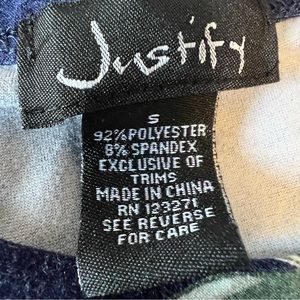 Justify
S
92% POLYESTER
8% SPANDEX
EXCLUSIVE OF
TRIMS
MADE IN CHINA
RN 123271
SEE REVERSE
FOR CARE